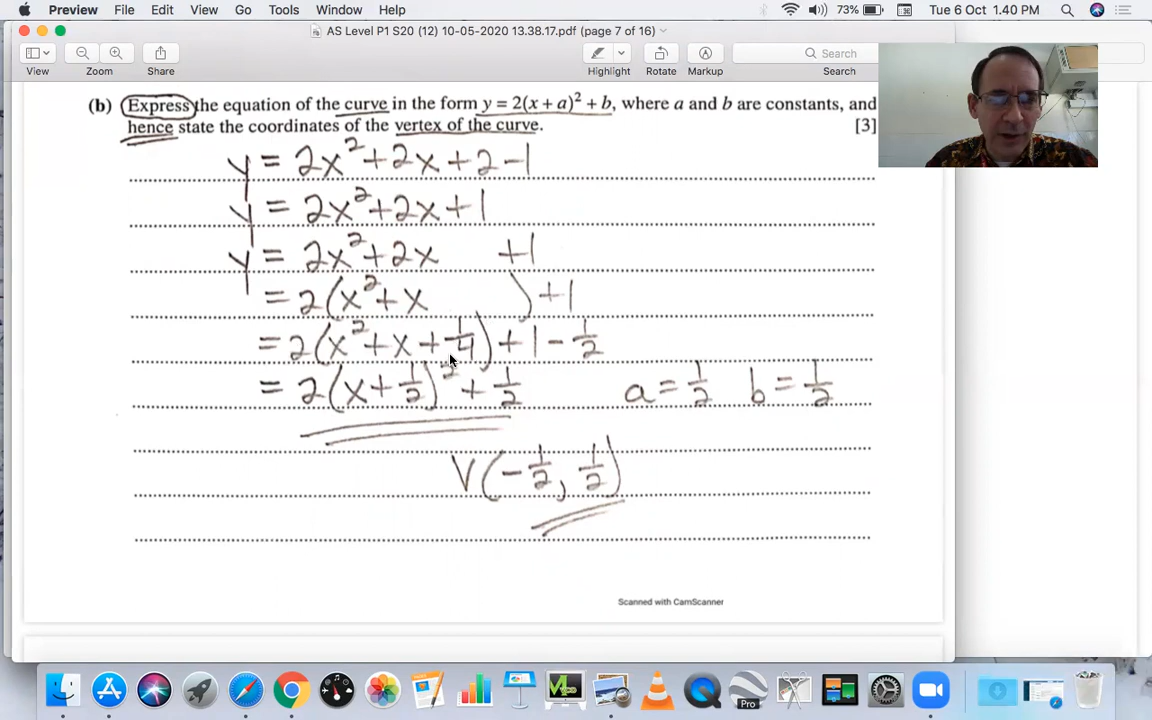 Preview File Edit View Go Tools Window Help 73% Tue 6 Oct 1.40 PM
AS Level P1 S20 (12) 10-05-2020 13.38.17.pdf (page 7 of 16)
View Zoom Share Highlight Rotate Markup Search
Search
(b) Express the equation of the curve in the form y = 2(x + a)² + b, where a and b are constants, and
hence state the coordinates of the vertex of the curve. [3]
y = 2x² + 2x + 2 - 1
y = 2x² + 2x + 1
y = 2x² + 2x + 1
= 2(x² + x ) + 1
= 2(x² + x + 1/4) + 1 - 1/2
= 2(x + 1/2)² + 1/2 a = 1/2 b = 1/2
V(-1/2, 1/2)
Scanned with CamScanner
Pro